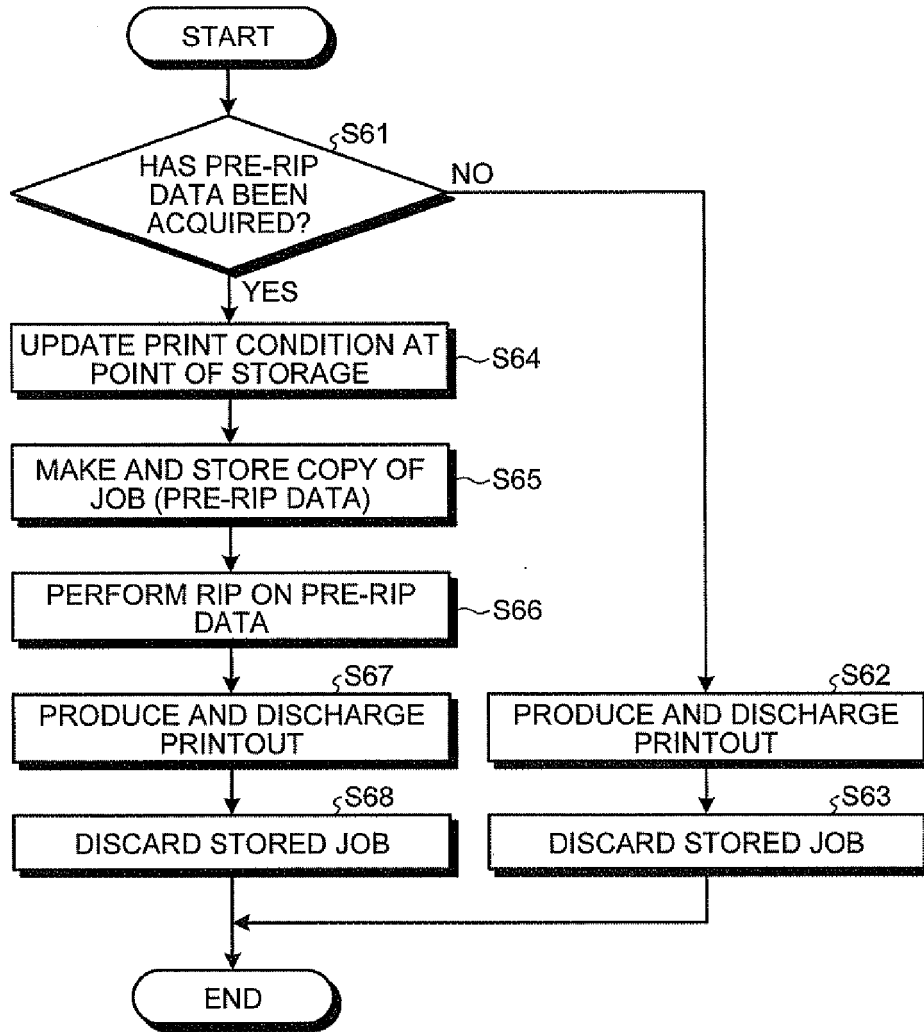 START
S61
HAS PRE-RIP
DATA BEEN
ACQUIRED?
NO
YES
UPDATE PRINT CONDITION AT
POINT OF STORAGE
S64
MAKE AND STORE COPY OF
JOB (PRE-RIP DATA)
S65
PERFORM RIP ON PRE-RIP
DATA
S66
S67
PRODUCE AND DISCHARGE
PRINTOUT
S62
PRODUCE AND DISCHARGE
PRINTOUT
S68
DISCARD STORED JOB
S63
DISCARD STORED JOB
END